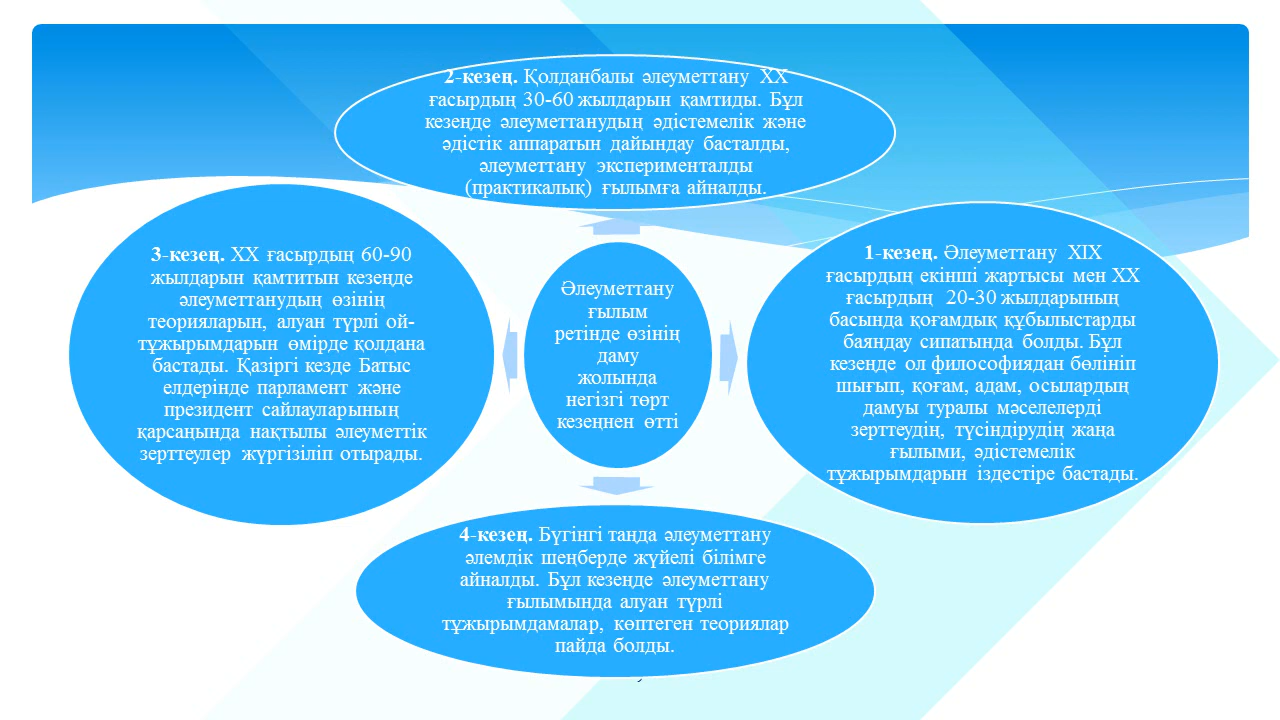 2-кезең. Қолданбалы әлеуметтану ХХ
ғасырдың 30-60 жылдарын қамтиды. Бұл
кезеңде әлеуметтанудың әдістемелік және
әдістік аппаратын дайындау басталды,
әлеуметтану эксперименталды
(практикалық) ғылымға айналды.
3-кезең. ХХ ғасырдың 60-90
жылдарын қамтитын кезеңде
әлеуметтанудың өзінің
теорияларын, алуан түрлі ой-
тұжырымдарын өмірде қолдана
бастады. Қазіргі кезде Батыс
елдерінде парламент және
президент сайлауларының
қарсаңында нақтылы әлеуметтік
зерттеулер жүргізіліп отырады.
Әлеуметтану
ғылым
ретінде өзінің
даму
жолында
негізгі төрт
кезеңнен өтті
1-кезең. Әлеуметтану ХІХ
ғасырдың екінші жартысы мен ХХ
ғасырдың 20-30 жылдарының
басында қоғамдық құбылыстарды
баяндау сипатында болды. Бұл
кезеңде ол философиядан бөлініп
шығып, қоғам, адам, осылардың
дамуы туралы мәселелерді
зерттеудің, түсіндірудің жаңа
ғылыми, әдістемелік
тұжырымдарын іздестіре бастады.
4-кезең. Бүгінгі таңда әлеуметтану
әлемдік шеңберде жүйелі білімге
айналды. Бұл кезеңде әлеуметтану
ғылымында алуан түрлі
тұжырымдамалар, көптеген теориялар
пайда болды.